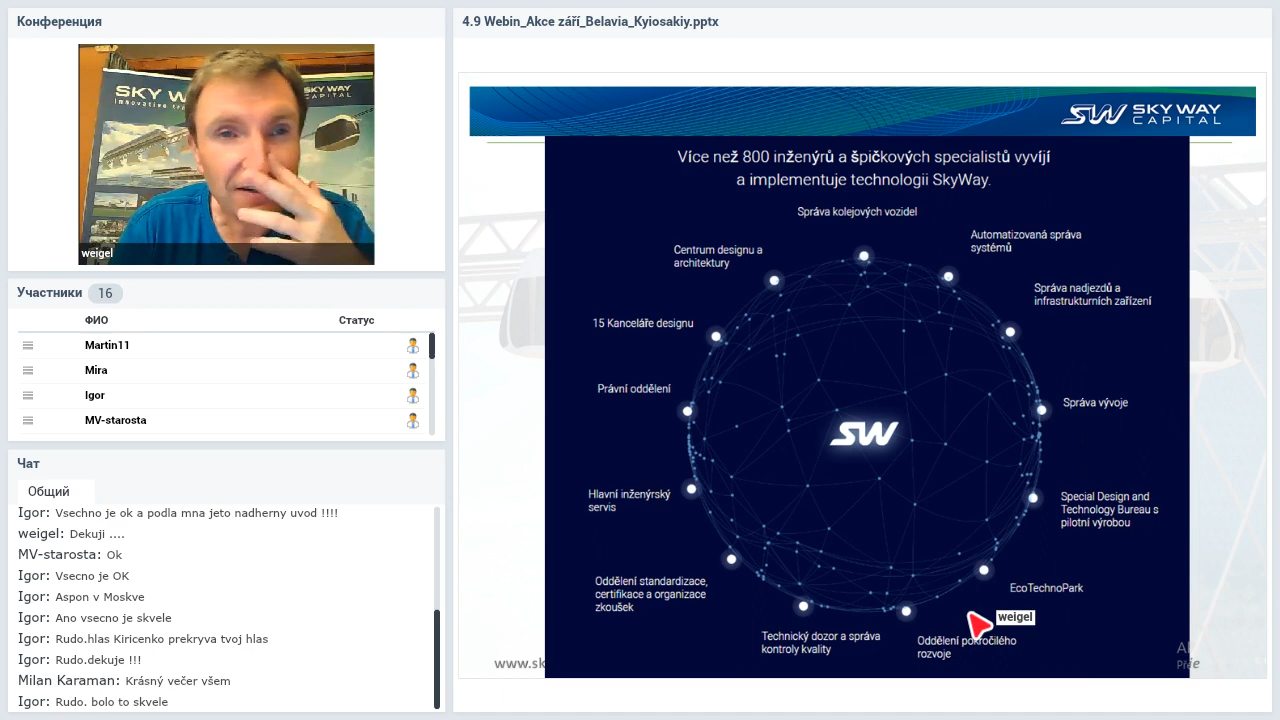 Конференция
SKY W
WAY
weigel
Участники 16
ФИО Статус
Martin11
Mira
Igor
MV-starosta
Чат
Общий
Igor: Vsechno je ok a podla mna jeto nadherny uvod !!!!
weigel: Dekuji ....
MV-starosta: Ok
Igor: Vsecno je OK
Igor: Aspon v Moskve
Igor: Ano vsecno je skvele
Igor: Rudo.hlas Kiricenko prekryva tvoj hlas
Igor: Rudo.dekuje !!!
Milan Karaman: Krásný večer všem
Igor: Rudo. bolo to skvele
4.9 Webin_Akce září_Belavia_Kyiosakiy.pptx
SW SKY WAY
CAPITAL
Více než 800 inženýrů a špičkových specialistů vyvíjí
a implementuje technologii SkyWay.
Správa kolejových vozidel
Automatizovaná správa
systémů
Centrum designu a
architektury
Správa nadjezdů a
infrastrukturních zařízení
15 Kanceláře designu
Právní oddělení
Správa vývoje
SW
Hlavní inženýrský
servis
Special Design and
Technology Bureau s
pilotní výrobou
Oddělení standardizace,
certifikace a organizace
zkoušek
EcoTechnoPark
weigel
Technický dozor a správa
kontroly kvality
Oddělení pokročilého
rozvoje
www.sk